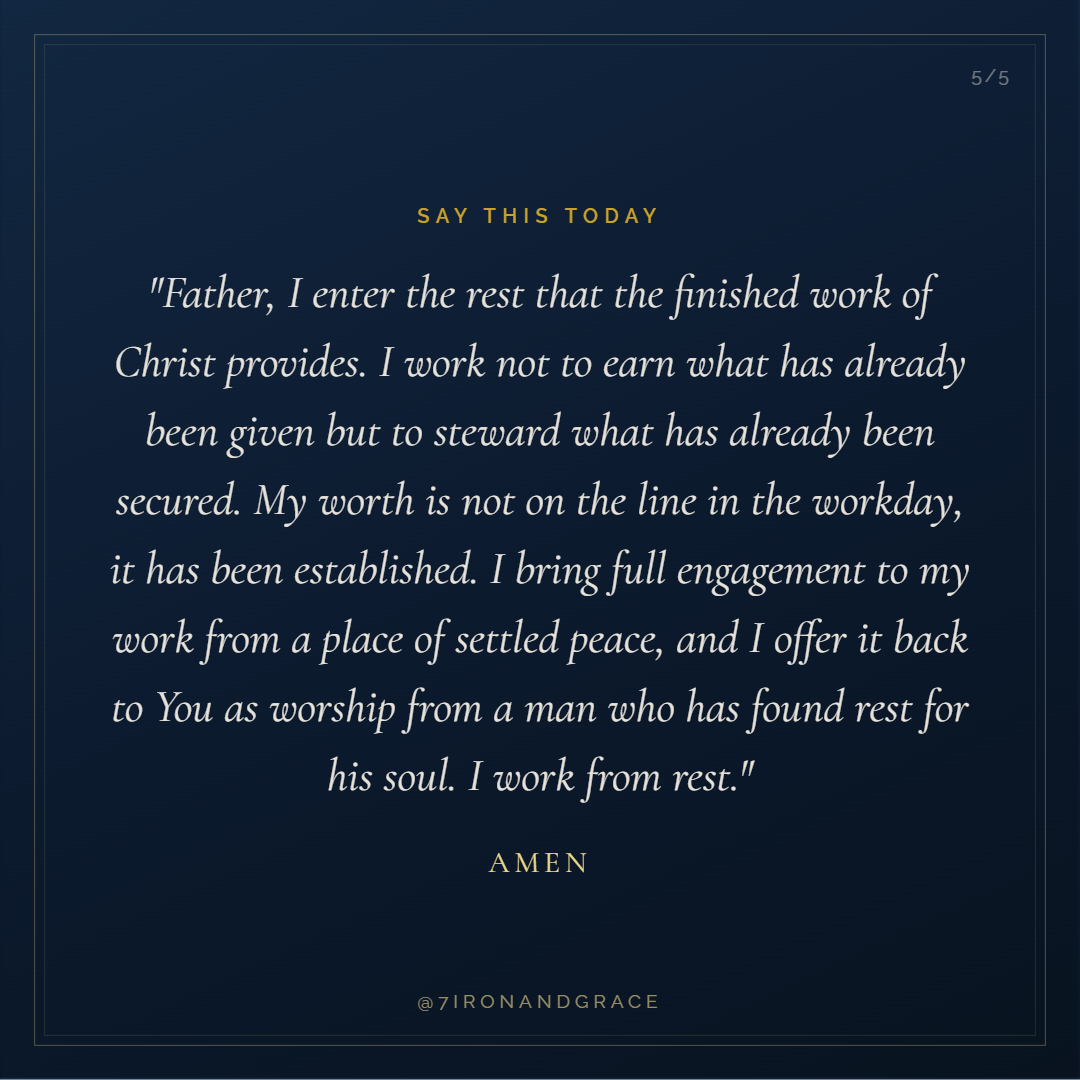 5/5
SAY THIS TODAY
"Father, I enter the rest that the finished work of
Christ provides. I work not to earn what has already
been given but to steward what has already been
secured. My worth is not on the line in the workday,
it has been established. I bring full engagement to my
work from a place of settled peace, and I offer it back
to You as worship from a man who has found rest for
his soul. I work from rest."
AMEN
@7IRONANDGRACE